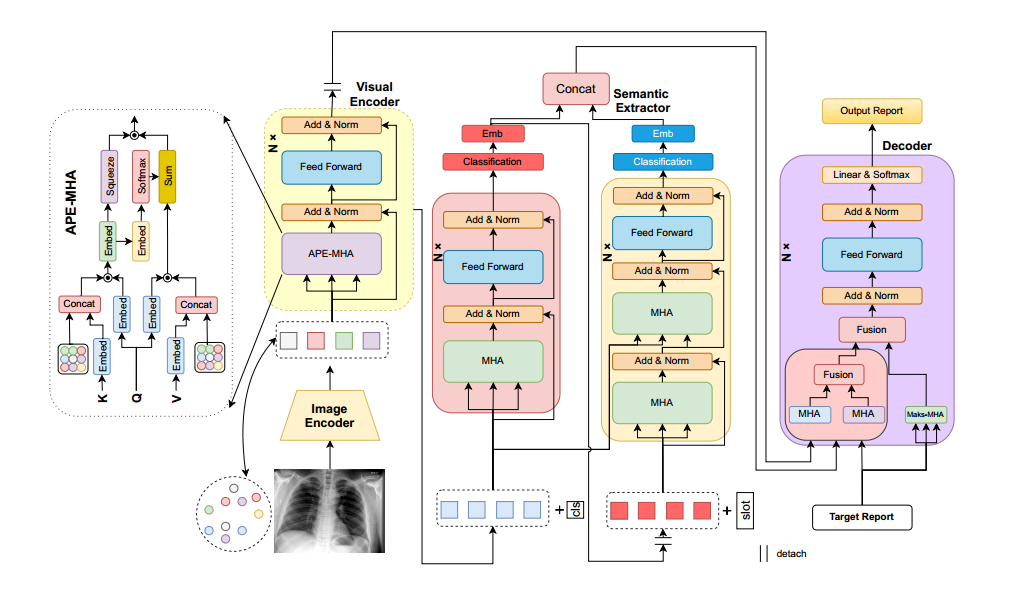 APE-MHA
Squeeze
Softmax
Sum
Embed
Embed
Concat
Embed
Embed
Concat
Embed
Embed
K
Q
V
Visual
Encoder
N ×
Add & Norm
Feed Forward
Add & Norm
APE-MHA
Image
Encoder
Concat
Semantic
Extractor
Emb
Classification
N ×
Add & Norm
Feed Forward
Add & Norm
MHA
+ cls
Emb
Classification
N ×
Add & Norm
Feed Forward
Add & Norm
MHA
Add & Norm
MHA
+ slot
Output Report
Decoder
Linear & Softmax
N ×
Add & Norm
Feed Forward
Add & Norm
Fusion
Fusion
MHA
MHA
Maks-MHA
Target Report
detach